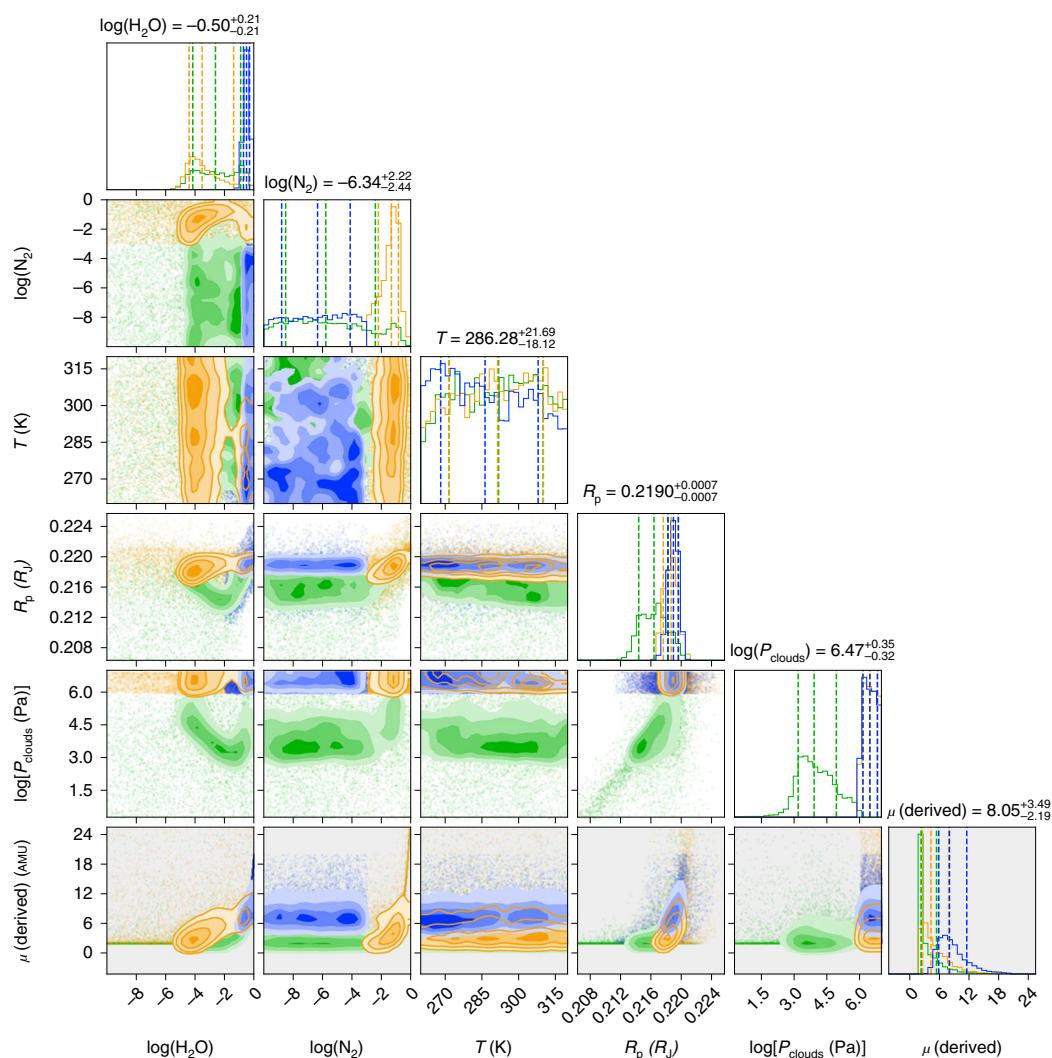 log(H₂O) = −0.50 +0.21 −0.21
log(N₂) = −6.34 +2.22 −2.44
0
−2
−4
−6
−8
log(N₂)
T = 286.28 +21.69 −18.12
315
300
285
270
T (K)
Rₚ = 0.2190 +0.0007 −0.0007
0.224
0.220
0.216
0.212
0.208
Rₚ (R_J)
log(P_clouds) = 6.47 +0.35 −0.32
6.0
4.5
3.0
1.5
log[P_clouds (Pa)]
μ (derived) = 8.05 +3.49 −2.19
24
18
12
6
0
μ (derived) (AMU)
−8 −6 −4 −2 0 −8 −6 −4 −2 0 270 285 300 315 0.208 0.212 0.216 0.220 0.224 1.5 3.0 4.5 6.0 0 6 12 18 24
log(H₂O) log(N₂) T (K) Rₚ (R_J) log[P_clouds (Pa)] μ (derived)